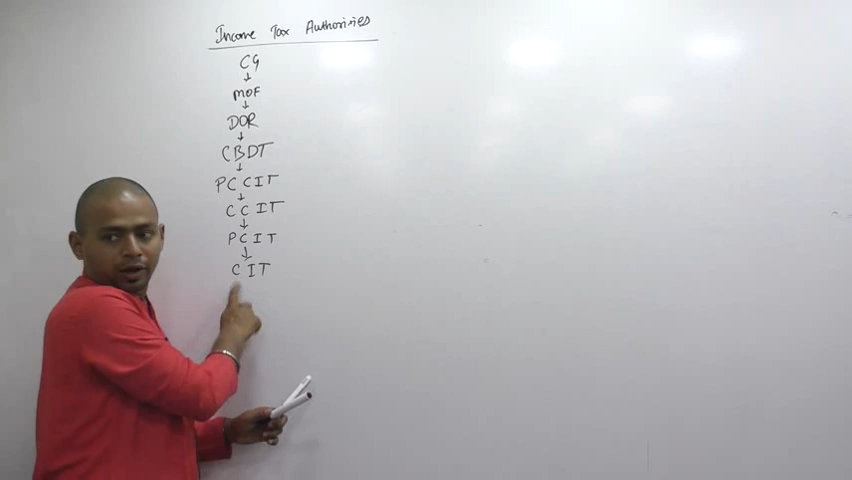 Income Tax Authorities
CG
↓
MOF
↓
DOR
↓
CBDT
↓
PCCIT
↓
CCIT
↓
PCIT
↓
CIT